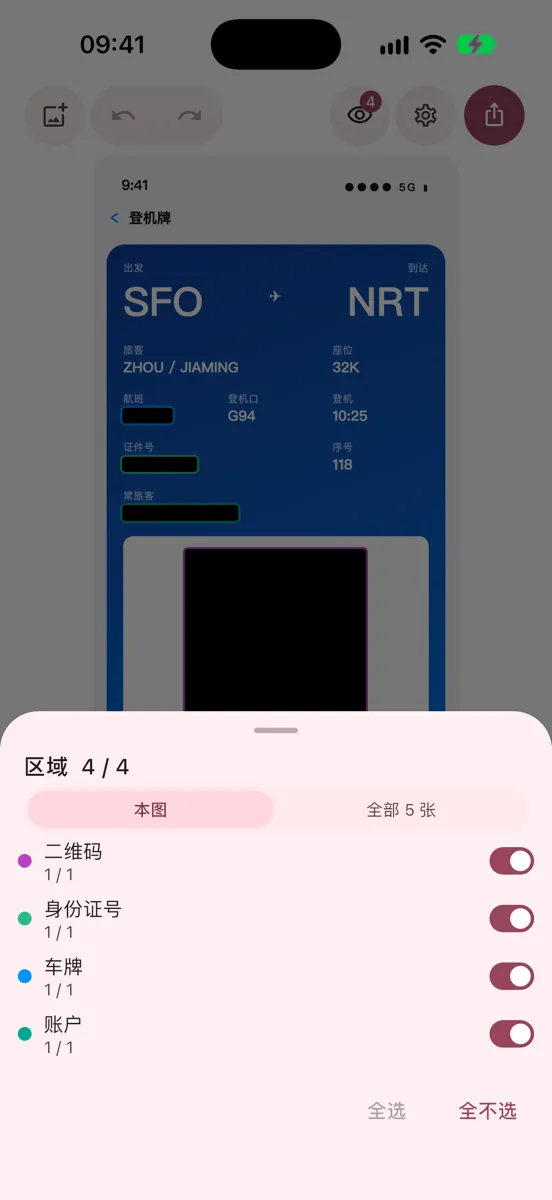 09:41
4
9:41
5G
登机牌
出发
到达
SFO
NRT
旅客
座位
ZHOU / JIAMING
32K
航班
登机口
登机
G94
10:25
证件号
序号
118
常旅客
区域 4 / 4
本图
全部 5 张
二维码
1 / 1
身份证号
1 / 1
车牌
1 / 1
账户
1 / 1
全选
全不选